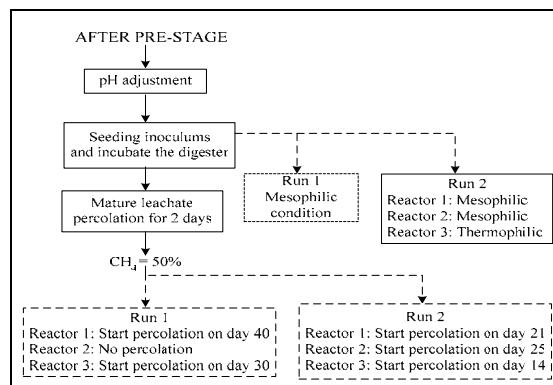 AFTER PRE-STAGE
pH adjustment
Seeding inoculums
and incubate the digester
Run 1
Mesophilic
condition
Run 2
Reactor 1: Mesophilic
Reactor 2: Mesophilic
Reactor 3: Thermophilic
Mature leachate
percolation for 2 days
CH₄ = 50%
Run 1
Reactor 1: Start percolation on day 40
Reactor 2: No percolation
Reactor 3: Start percolation on day 30
Run 2
Reactor 1: Start percolation on day 21
Reactor 2: Start percolation on day 25
Reactor 3: Start percolation on day 14